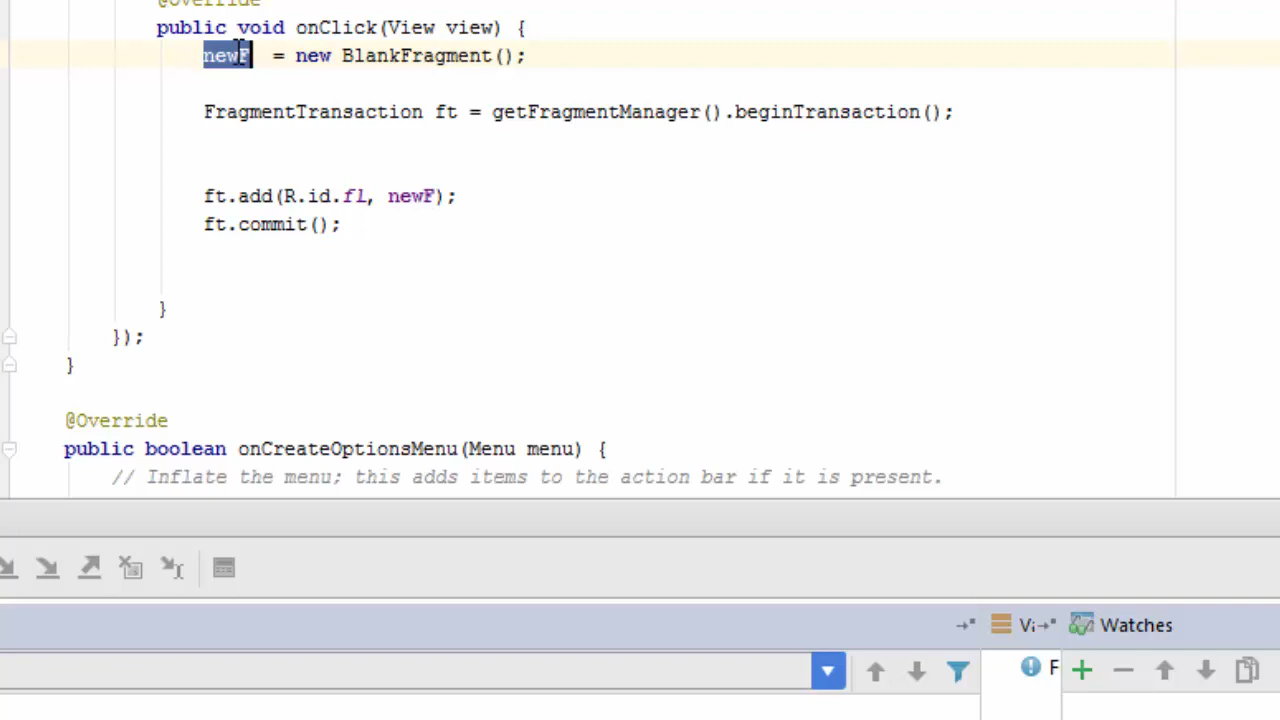 @Override
public void onClick(View view) {
newF = new BlankFragment();
FragmentTransaction ft = getFragmentManager().beginTransaction();
ft.add(R.id.fl, newF);
ft.commit();
}
});
}
@Override
public boolean onCreateOptionsMenu(Menu menu) {
// Inflate the menu; this adds items to the action bar if it is present.
Va Watches
F